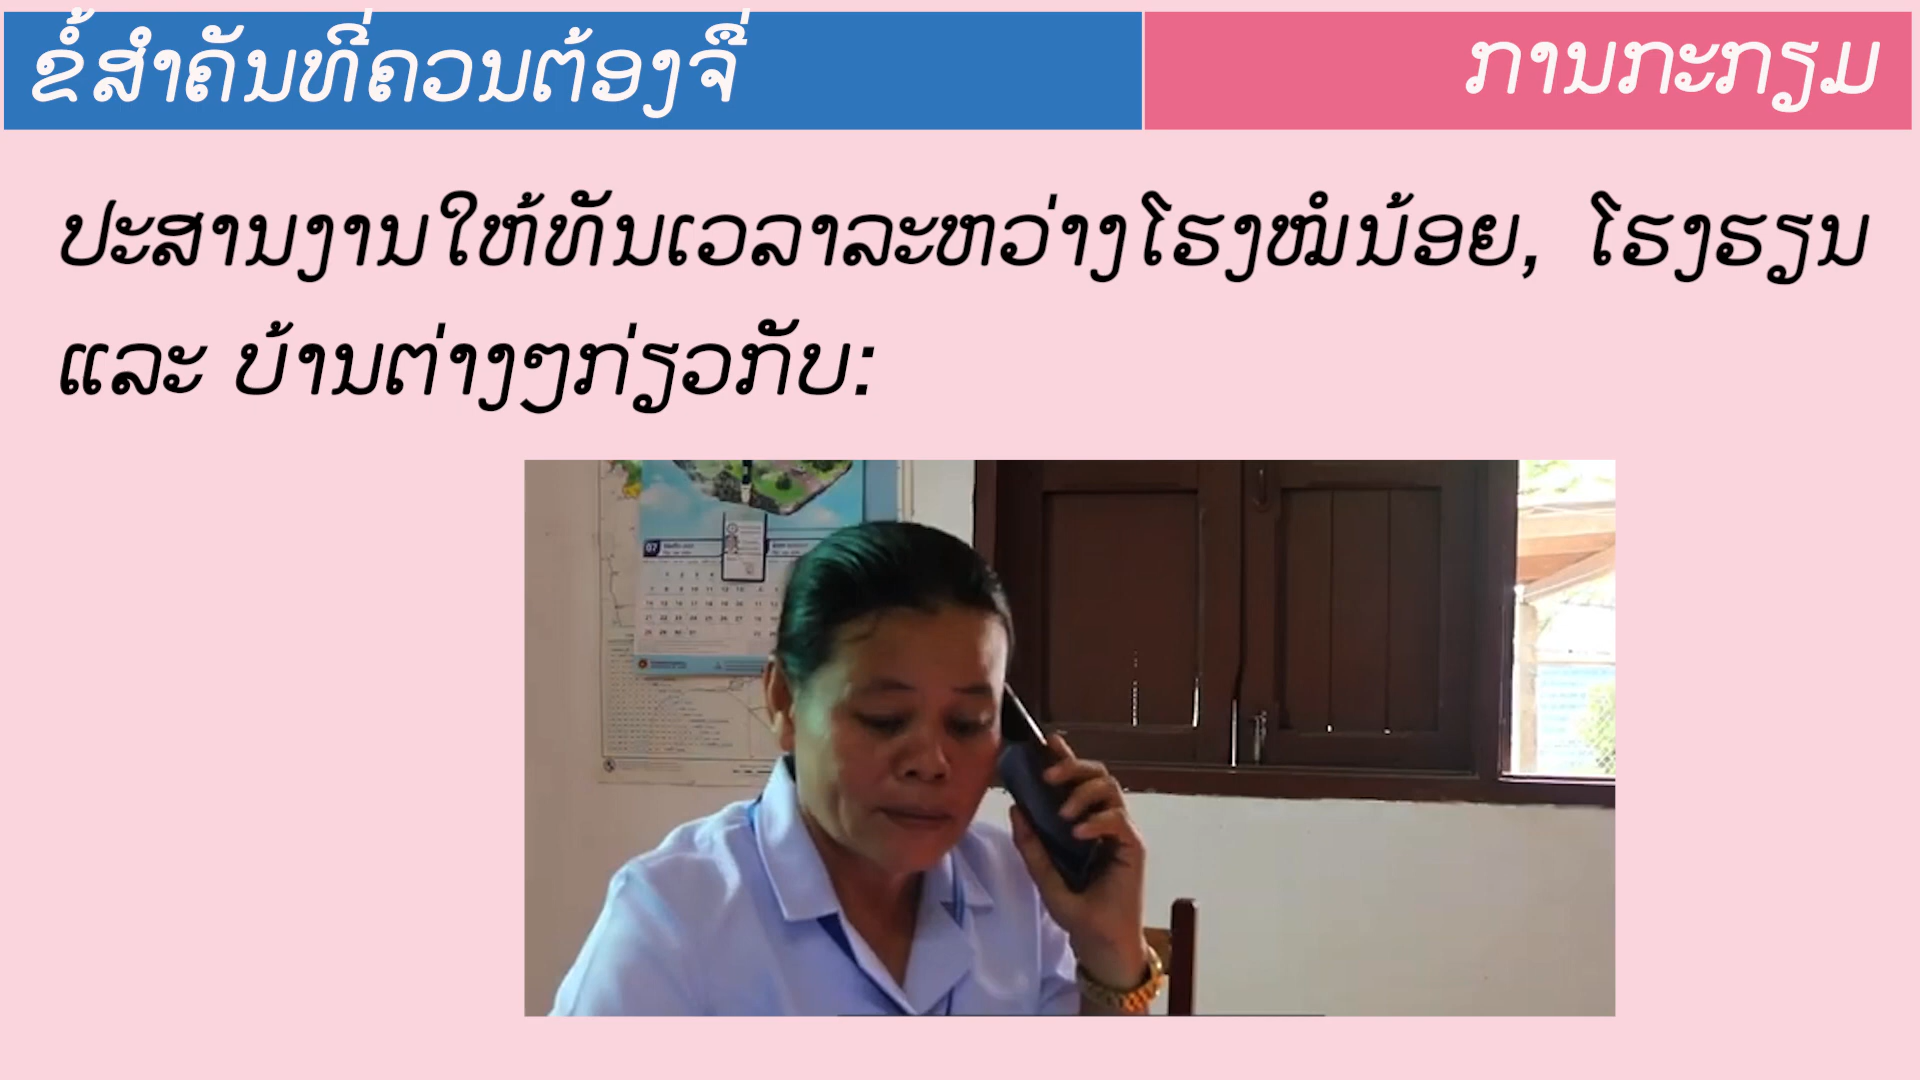 ຂໍ້ສຳຄັນທີ່ຄວນຕ້ອງຈື່
ການກະກຽມ
ປະສານງານໃຫ້ທັນເວລາລະຫວ່າງໂຮງໝໍນ້ອຍ, ໂຮງຮຽນ
ແລະ ບ້ານຕ່າງໆກ່ຽວກັບ:
07